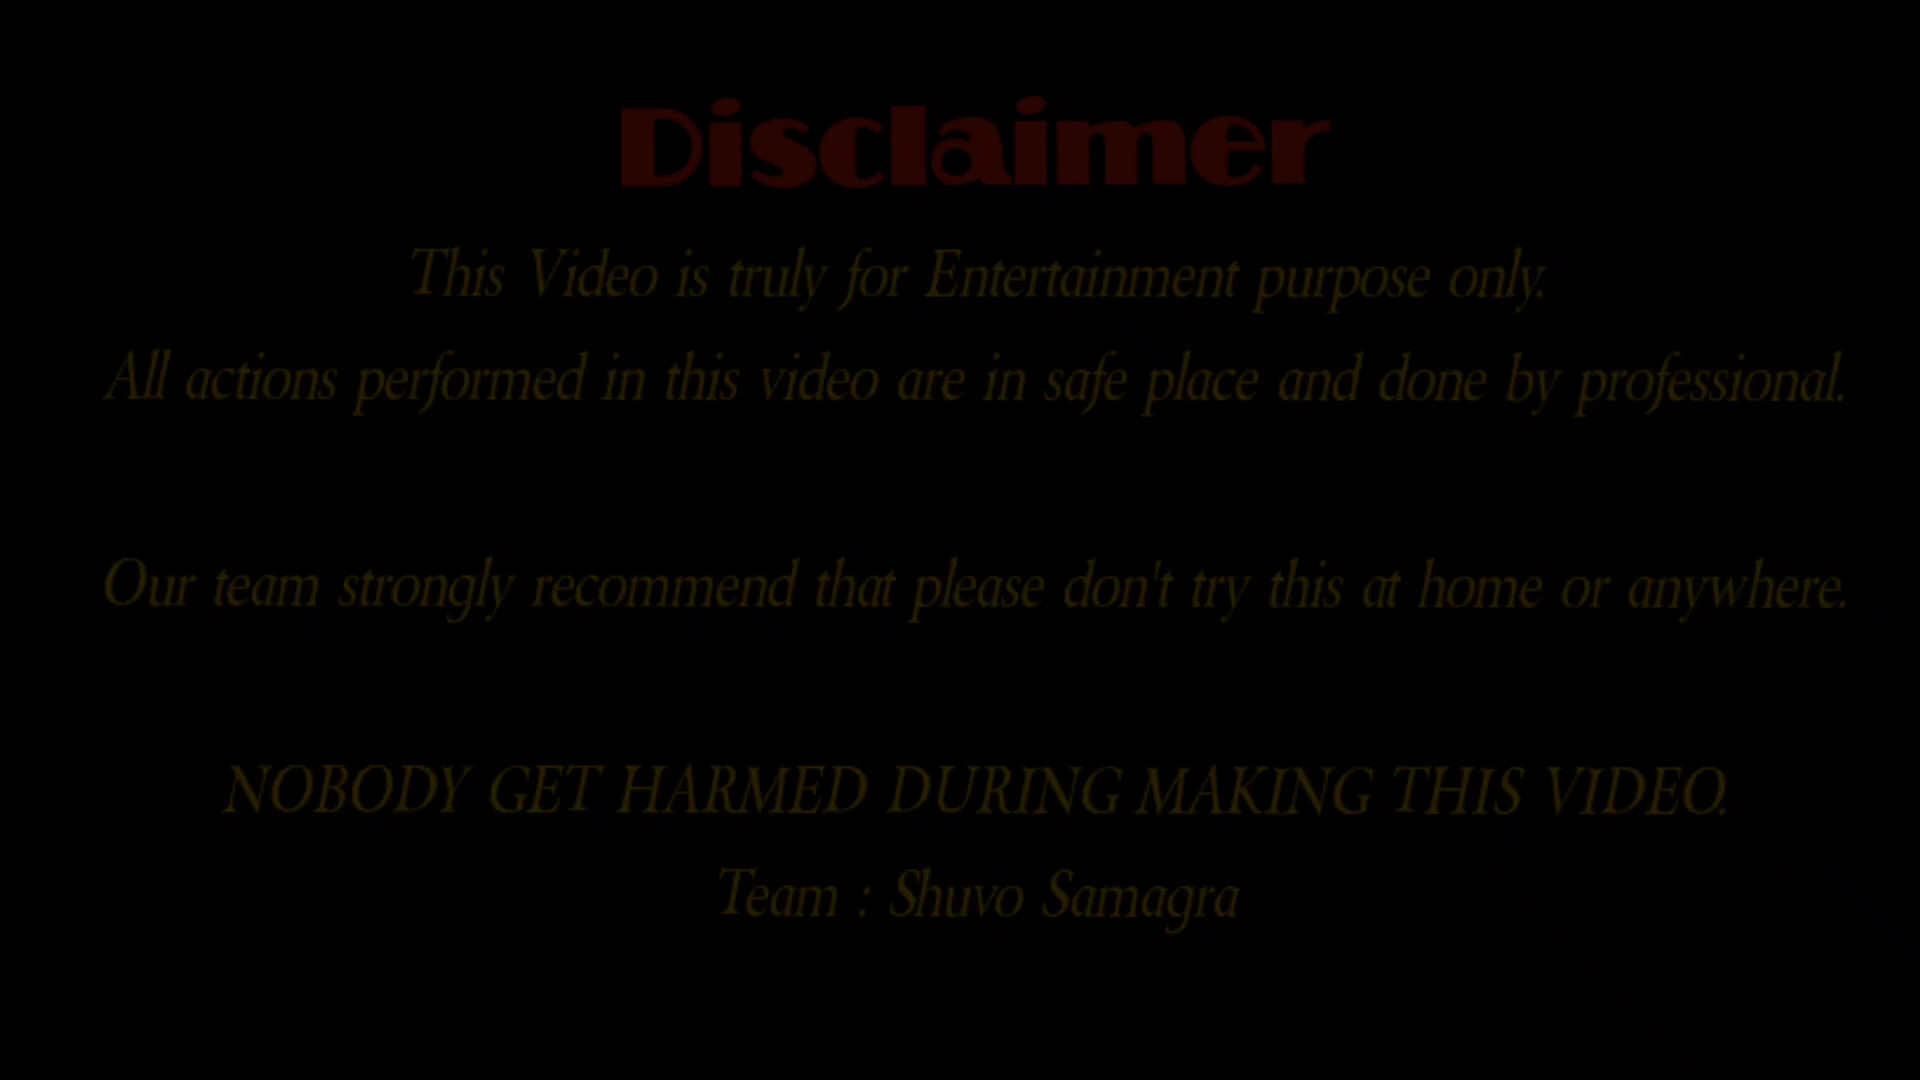 Disclaimer
This Video is truly for Entertainment purpose only.
All actions performed in this video are in safe place and done by professional.
Our team strongly recommend that please don't try this at home or anywhere.
NOBODY GET HARMED DURING MAKING THIS VIDEO.
Team : Shuvo Samagra